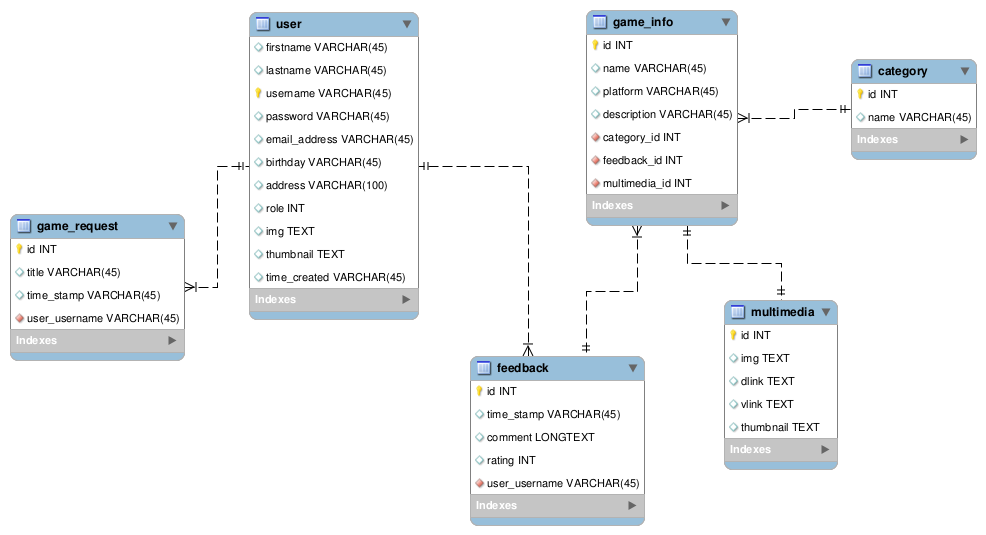 user
firstname VARCHAR(45)
lastname VARCHAR(45)
username VARCHAR(45)
password VARCHAR(45)
email_address VARCHAR(45)
birthday VARCHAR(45)
address VARCHAR(100)
role INT
img TEXT
thumbnail TEXT
time_created VARCHAR(45)
Indexes
game_info
id INT
name VARCHAR(45)
platform VARCHAR(45)
description VARCHAR(45)
category_id INT
feedback_id INT
multimedia_id INT
Indexes
category
id INT
name VARCHAR(45)
Indexes
game_request
id INT
title VARCHAR(45)
time_stamp VARCHAR(45)
user_username VARCHAR(45)
Indexes
feedback
id INT
time_stamp VARCHAR(45)
comment LONGTEXT
rating INT
user_username VARCHAR(45)
Indexes
multimedia
id INT
img TEXT
dlink TEXT
vlink TEXT
thumbnail TEXT
Indexes